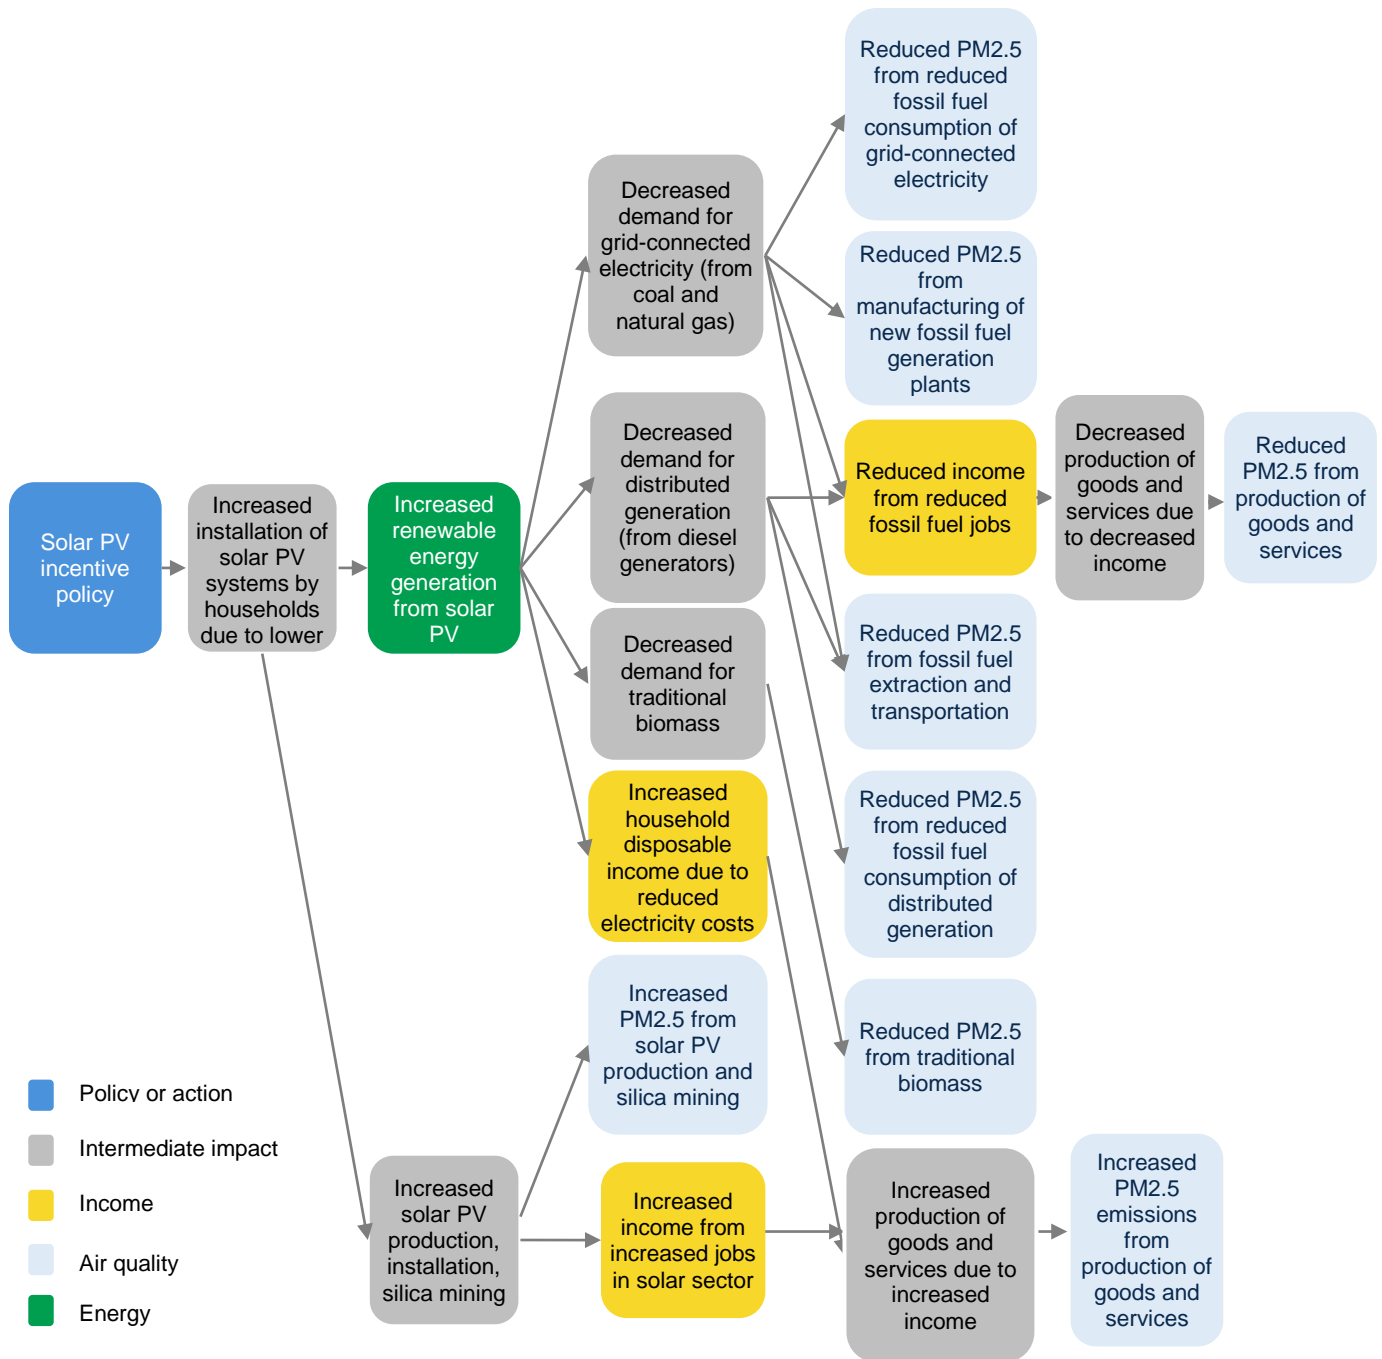 Solar PV
incentive
policy
Increased
installation of
solar PV
systems by
households
due to lower
Increased
renewable
energy
generation
from solar
PV
Decreased
demand for
grid-connected
electricity (from
coal and
natural gas)
Decreased
demand for
distributed
generation
(from diesel
generators)
Decreased
demand for
traditional
biomass
Increased
household
disposable
income due to
reduced
electricity costs
Increased
PM2.5 from
solar PV
production and
silica mining
Increased
solar PV
production,
installation,
silica mining
Increased
income from
increased jobs
in solar sector
Reduced PM2.5
from reduced
fossil fuel
consumption of
grid-connected
electricity
Reduced PM2.5
from
manufacturing of
new fossil fuel
generation
plants
Reduced income
from reduced
fossil fuel jobs
Decreased
production of
goods and
services due
to decreased
income
Reduced
PM2.5 from
production of
goods and
services
Reduced PM2.5
from fossil fuel
extraction and
transportation
Reduced PM2.5
from reduced
fossil fuel
consumption of
distributed
generation
Reduced PM2.5
from traditional
biomass
Increased
production of
goods and
services due to
increased
income
Increased
PM2.5
emissions
from
production of
goods and
services
Policy or action
Intermediate impact
Income
Air quality
Energy